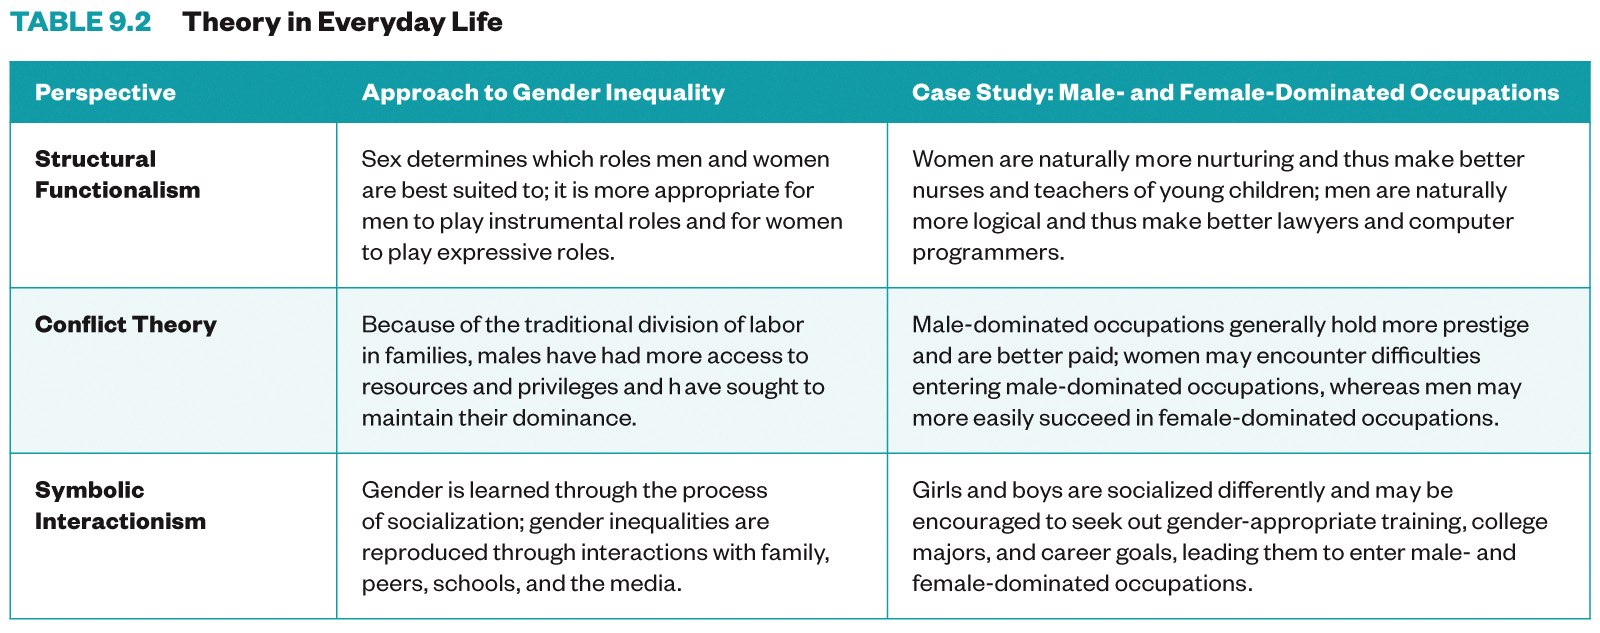 TABLE 9.2 Theory in Everyday Life
Perspective
Approach to Gender Inequality
Case Study: Male- and Female-Dominated Occupations
Structural
Functionalism
Sex determines which roles men and women
are best suited to; it is more appropriate for
men to play instrumental roles and for women
to play expressive roles.
Women are naturally more nurturing and thus make better
nurses and teachers of young children; men are naturally
more logical and thus make better lawyers and computer
programmers.
Conflict Theory
Because of the traditional division of labor
in families, males have had more access to
resources and privileges and have sought to
maintain their dominance.
Male-dominated occupations generally hold more prestige
and are better paid; women may encounter difficulties
entering male-dominated occupations, whereas men may
more easily succeed in female-dominated occupations.
Symbolic
Interactionism
Gender is learned through the process
of socialization; gender inequalities are
reproduced through interactions with family,
peers, schools, and the media.
Girls and boys are socialized differently and may be
encouraged to seek out gender-appropriate training, college
majors, and career goals, leading them to enter male- and
female-dominated occupations.